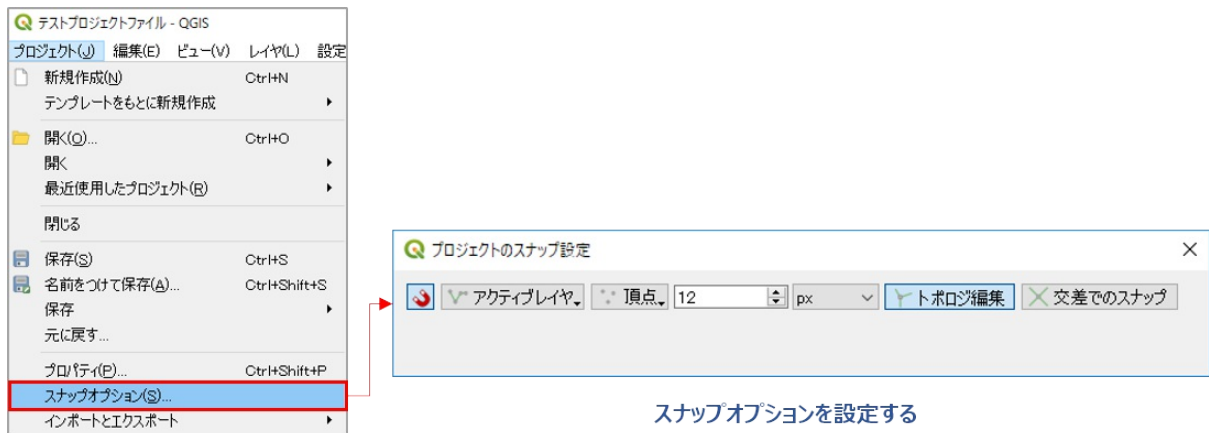 テストプロジェクトファイル - QGIS
プロジェクト(J) 編集(E) ビュー(V) レイヤ(L) 設定
新規作成(N) Ctrl+N
テンプレートをもとに新規作成
開く(O)... Ctrl+O
開く
最近使用したプロジェクト(R)
閉じる
保存(S) Ctrl+S
名前をつけて保存(A)... Ctrl+Shift+S
保存
元に戻す...
プロパティ(P)... Ctrl+Shift+P
スナップオプション(S)...
インポートとエクスポート
プロジェクトのスナップ設定
アクティブレイヤ 頂点 12 px トポロジ編集 交差でのスナップ
スナップオプションを設定する